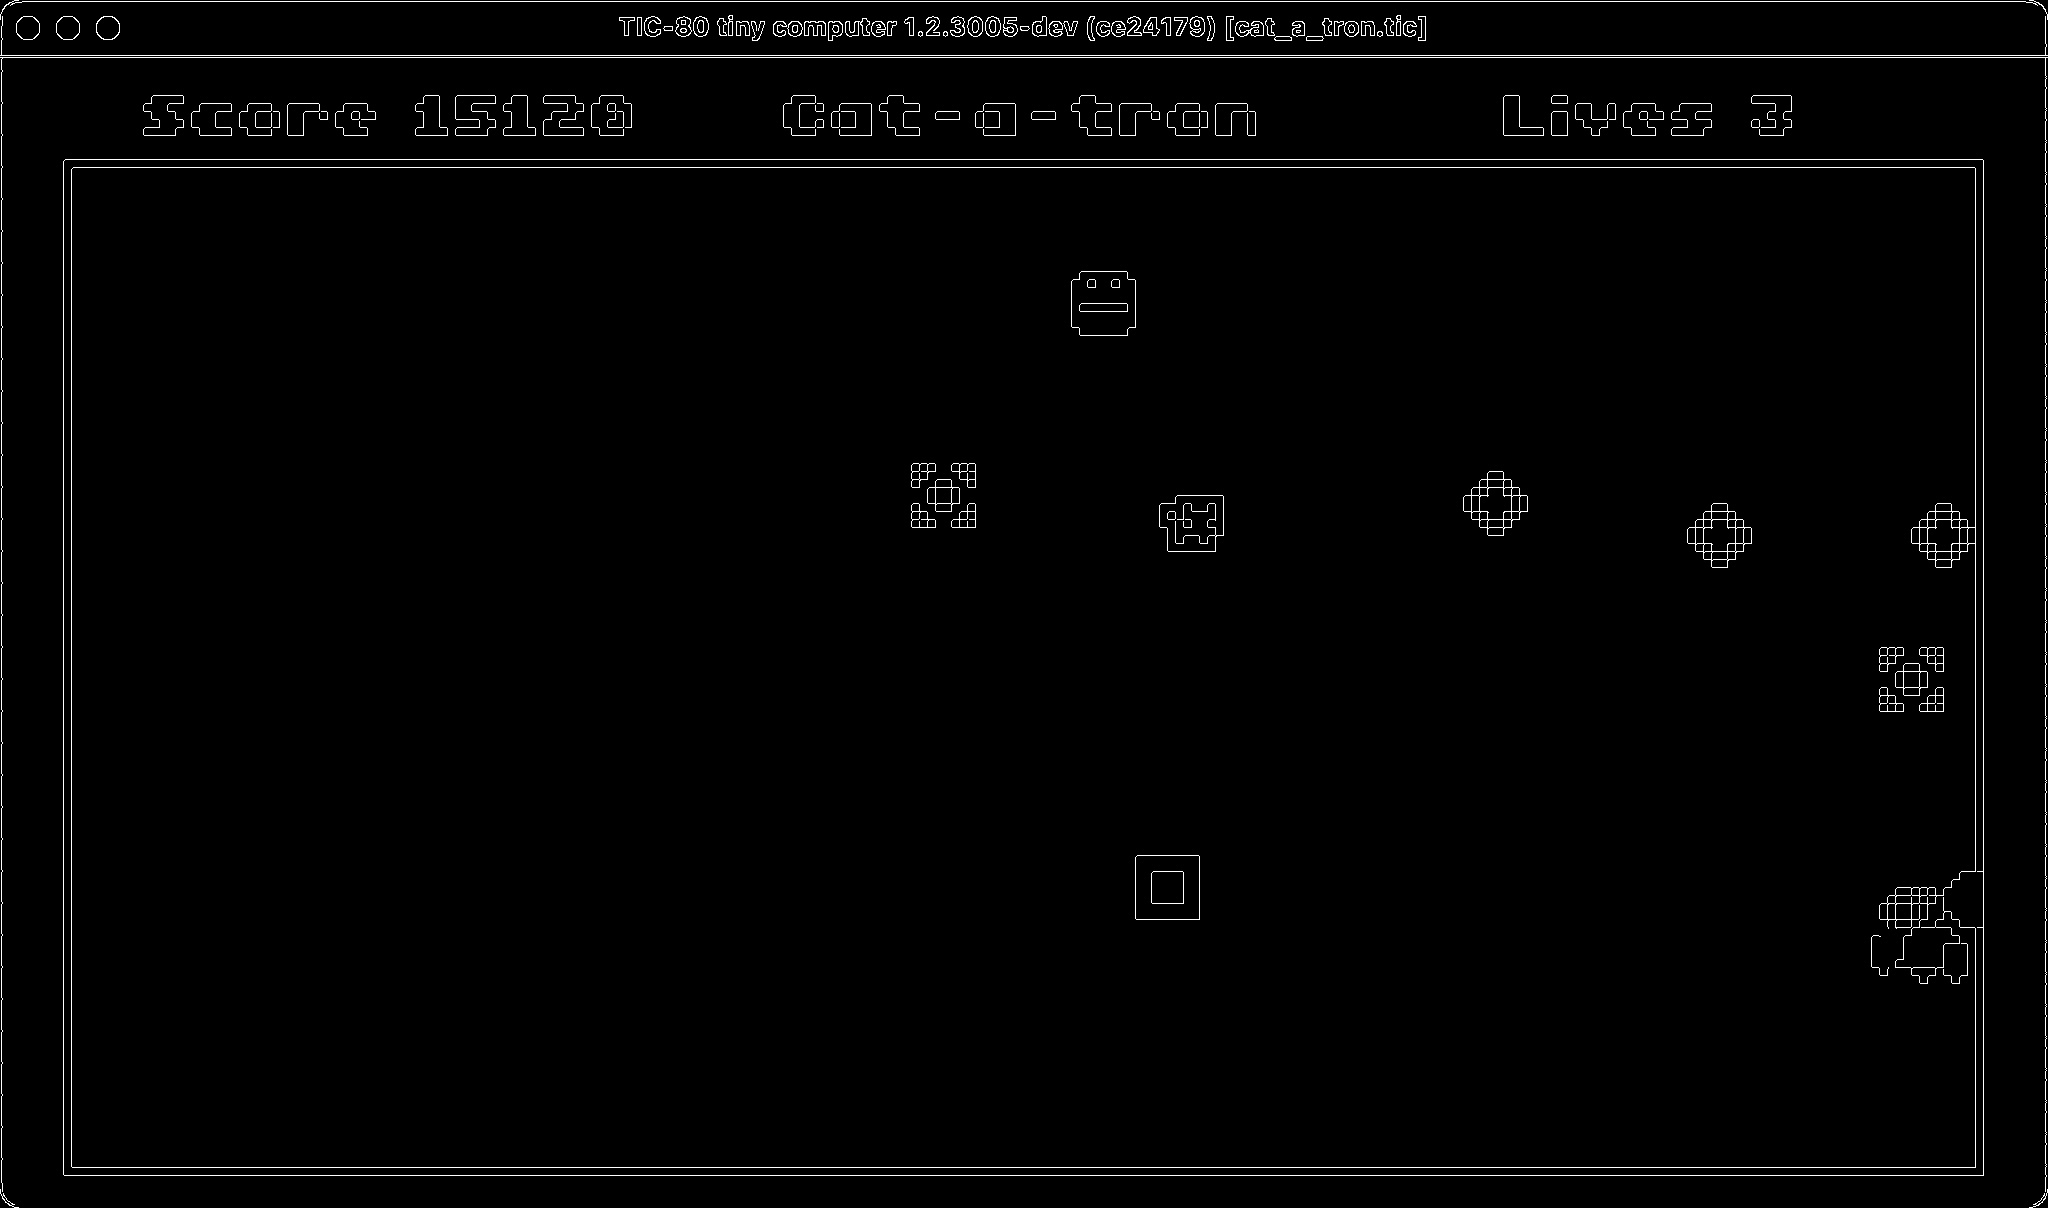 TIC-80 tiny computer 1.2.3005-dev (ce24179) [cat_a_tron.tic]
Score 15120 Cat-a-tron Lives 3